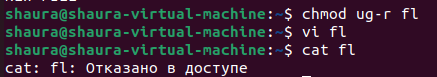 shaura@shaura-virtual-machine:~$ chmod ug-r fl
shaura@shaura-virtual-machine:~$ vi fl
shaura@shaura-virtual-machine:~$ cat fl
cat: fl: Отказано в доступе